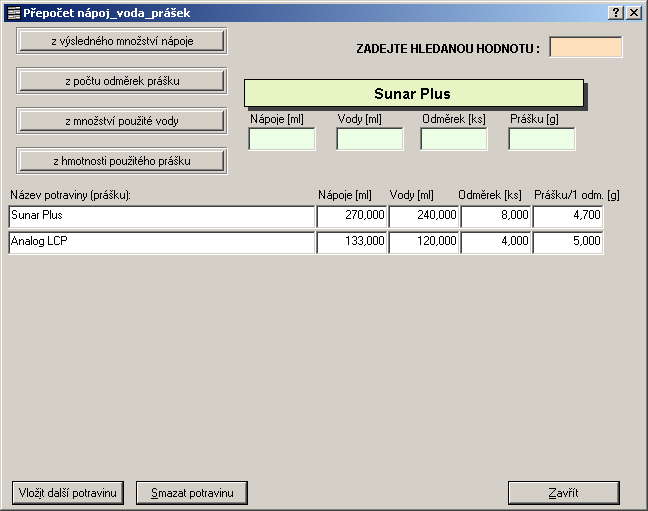 Přepočet nápoj_voda_prášek
z výsledného množství nápoje
ZADEJTE HLEDANOU HODNOTU :
z počtu odměrek prášku
Sunar Plus
z množství použité vody
Nápoje [ml] Vody [ml] Odměrek [ks] Prášku [g]
z hmotnosti použitého prášku
Název potraviny (prášku): Nápoje [ml] Vody [ml] Odměrek [ks] Prášku/1 odm. [g]
Sunar Plus 270,000 240,000 8,000 4,700
Analog LCP 133,000 120,000 4,000 5,000
Vložjt další potravinu Smazat potravinu Zavřít